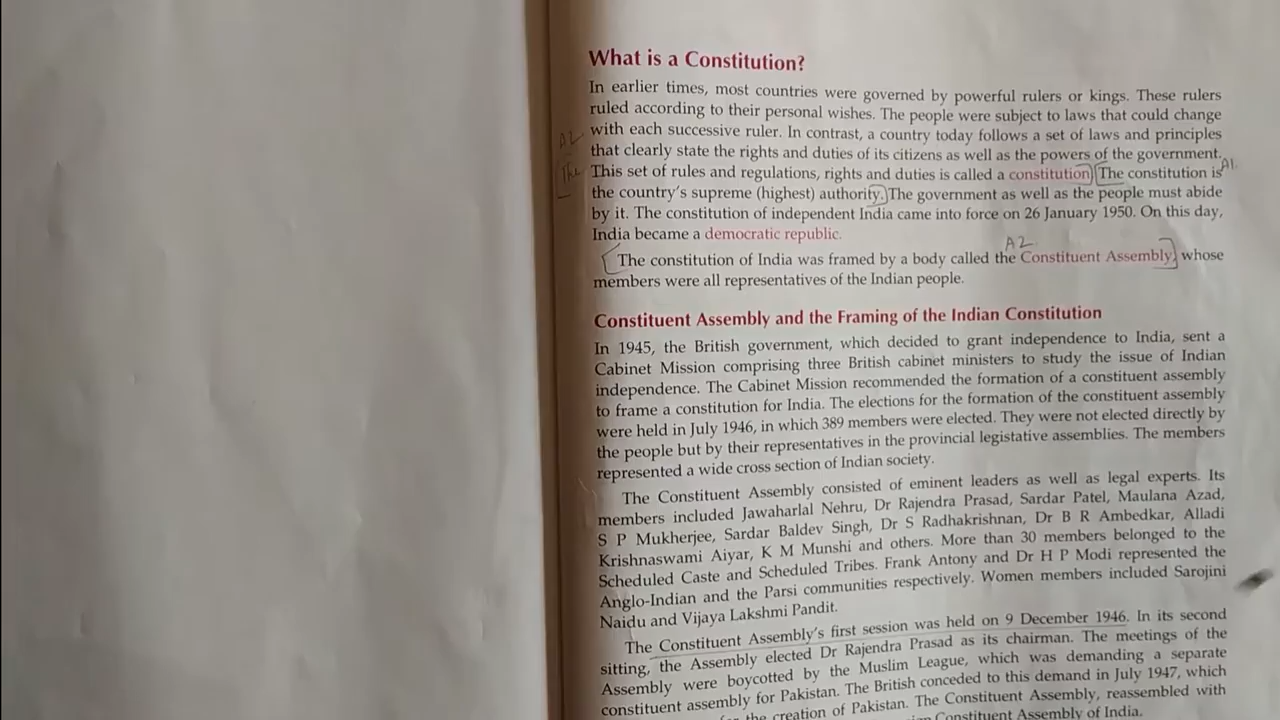 What is a Constitution?
In earlier times, most countries were governed by powerful rulers or kings. These rulers
ruled according to their personal wishes. The people were subject to laws that could change
A2
with each successive ruler. In contrast, a country today follows a set of laws and principles
that clearly state the rights and duties of its citizens as well as the powers of the government.
The
This set of rules and regulations, rights and duties is called a constitution. The constitution is
A1
the country's supreme (highest) authority. The government as well as the people must abide
by it. The constitution of independent India came into force on 26 January 1950. On this day,
India became a democratic republic.
A2
The constitution of India was framed by a body called the Constituent Assembly, whose
members were all representatives of the Indian people.
Constituent Assembly and the Framing of the Indian Constitution
In 1945, the British government, which decided to grant independence to India, sent a
Cabinet Mission comprising three British cabinet ministers to study the issue of Indian
independence. The Cabinet Mission recommended the formation of a constituent assembly
to frame a constitution for India. The elections for the formation of the constituent assembly
were held in July 1946, in which 389 members were elected. They were not elected directly by
the people but by their representatives in the provincial legislative assemblies. The members
represented a wide cross section of Indian society.
The Constituent Assembly consisted of eminent leaders as well as legal experts. Its
members included Jawaharlal Nehru, Dr Rajendra Prasad, Sardar Patel, Maulana Azad,
S P Mukherjee, Sardar Baldev Singh, Dr S Radhakrishnan, Dr B R Ambedkar, Alladi
Krishnaswami Aiyar, K M Munshi and others. More than 30 members belonged to the
Scheduled Caste and Scheduled Tribes. Frank Antony and Dr H P Modi represented the
Anglo-Indian and the Parsi communities respectively. Women members included Sarojini
Naidu and Vijaya Lakshmi Pandit.
The Constituent Assembly's first session was held on 9 December 1946. In its second
sitting, the Assembly elected Dr Rajendra Prasad as its chairman. The meetings of the
Assembly were boycotted by the Muslim League, which was demanding a separate
constituent assembly for Pakistan. The British conceded to this demand in July 1947, which
the creation of Pakistan. The Constituent Assembly, reassembled with
Constituent Assembly of India.